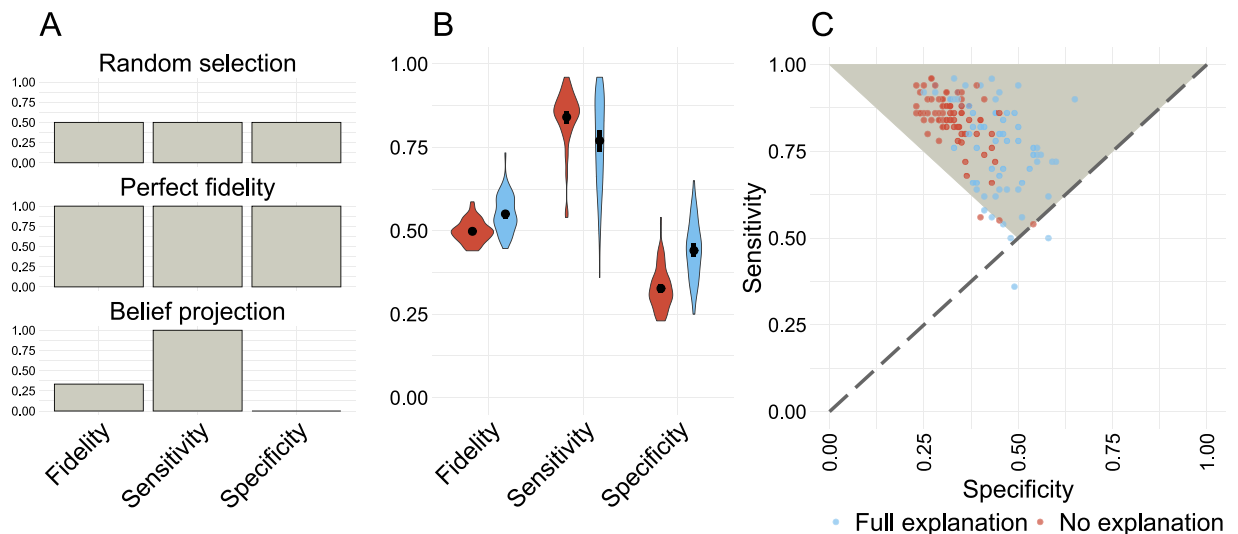 A
Random selection
1.00
0.75
0.50
0.25
0.00
Perfect fidelity
1.00
0.75
0.50
0.25
0.00
Belief projection
1.00
0.75
0.50
0.25
0.00
Fidelity
Sensitivity
Specificity
B
1.00
0.75
0.50
0.25
0.00
Fidelity
Sensitivity
Specificity
C
Sensitivity
1.00
0.75
0.50
0.25
0.00
0.00
0.25
0.50
0.75
1.00
Specificity
Full explanation
No explanation